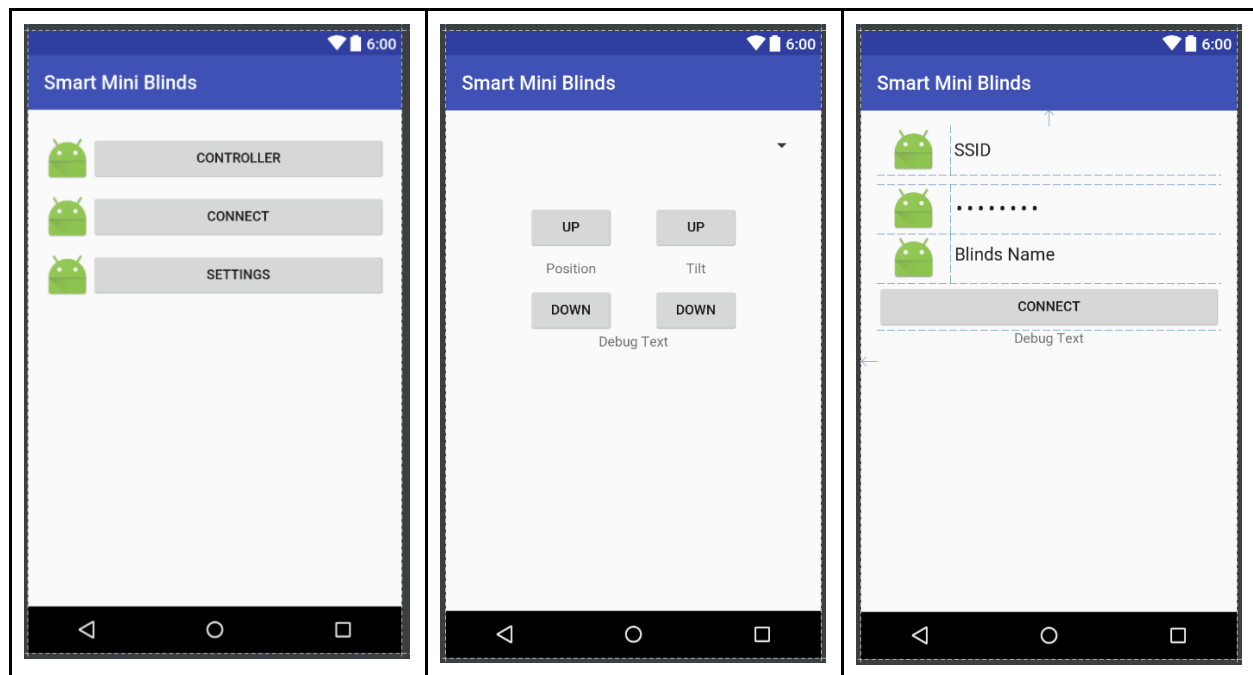 6:00
Smart Mini Blinds
CONTROLLER
CONNECT
SETTINGS
6:00
Smart Mini Blinds
UP UP
Position Tilt
DOWN DOWN
Debug Text
6:00
Smart Mini Blinds
SSID
••••••••
Blinds Name
CONNECT
Debug Text